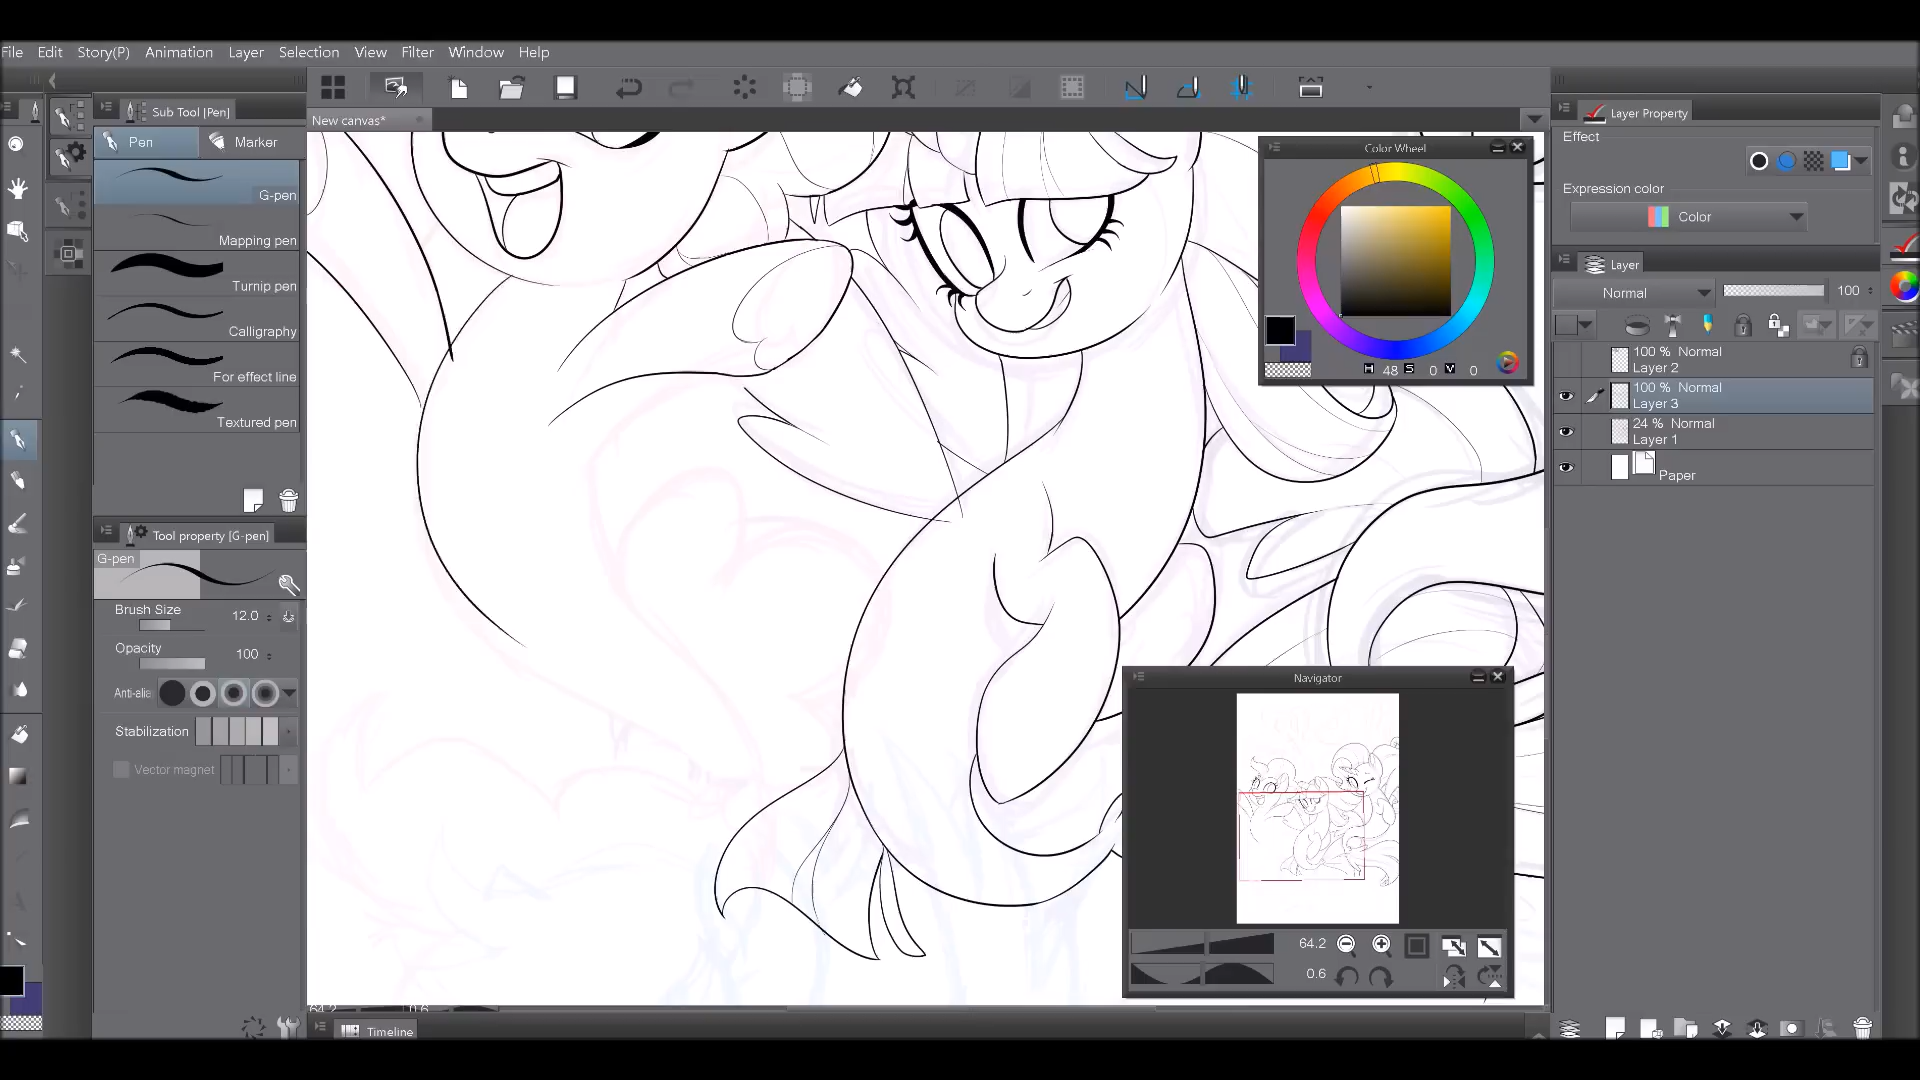 File Edit Story(P) Animation Layer Selection View Filter Window Help
Sub Tool [Pen]
Pen Marker
G-pen
Mapping pen
Turnip pen
Calligraphy
For effect line
Textured pen
Tool property [G-pen]
G-pen
Brush Size 12.0
Opacity 100
Anti-alia
Stabilization
Vector magnet
New canvas*
Color Wheel
H 48 S 0 V 0
Navigator
64.2
0.6
64.2 0.6
Timeline
Layer Property
Effect
Expression color
Color
Layer
Normal 100
100 % Normal
Layer 2
100 % Normal
Layer 3
24 % Normal
Layer 1
Paper